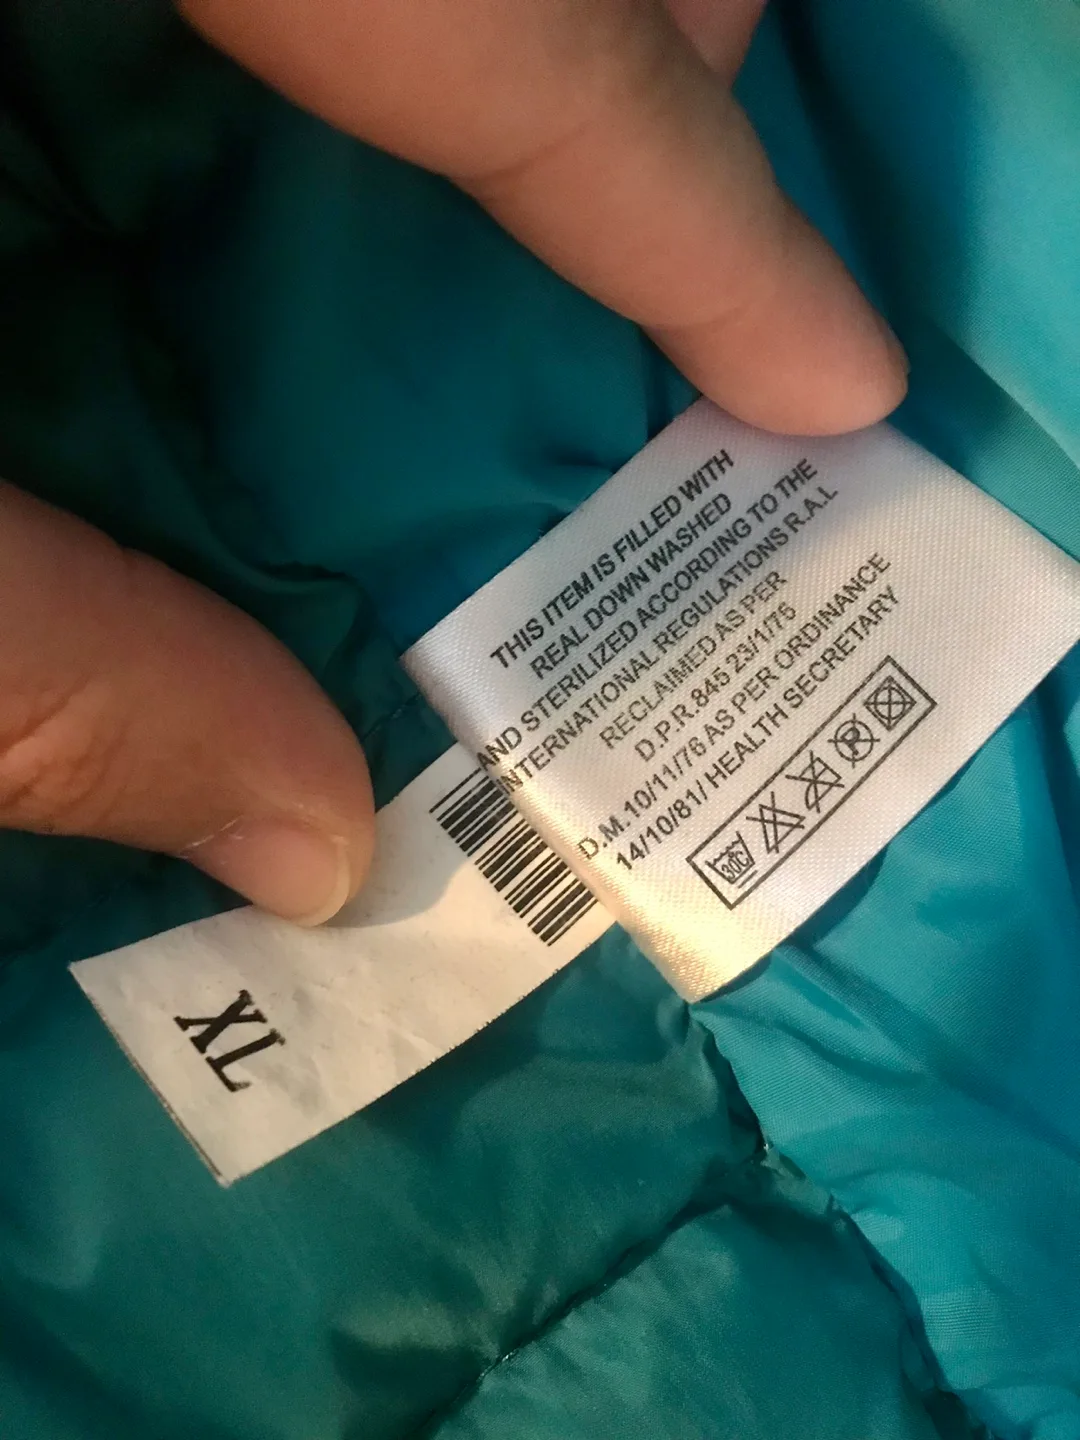 THIS ITEM IS FILLED WITH
REAL DOWN WASHED
AND STERILIZED ACCORDING TO THE
INTERNATIONAL REGULATIONS R.A.L
RECLAIMED AS PER
D.P.R.845 23/1/76
D.M.10/11/76 AS PER ORDINANCE
14/10/81/ HEALTH SECRETARY
30C P
XL